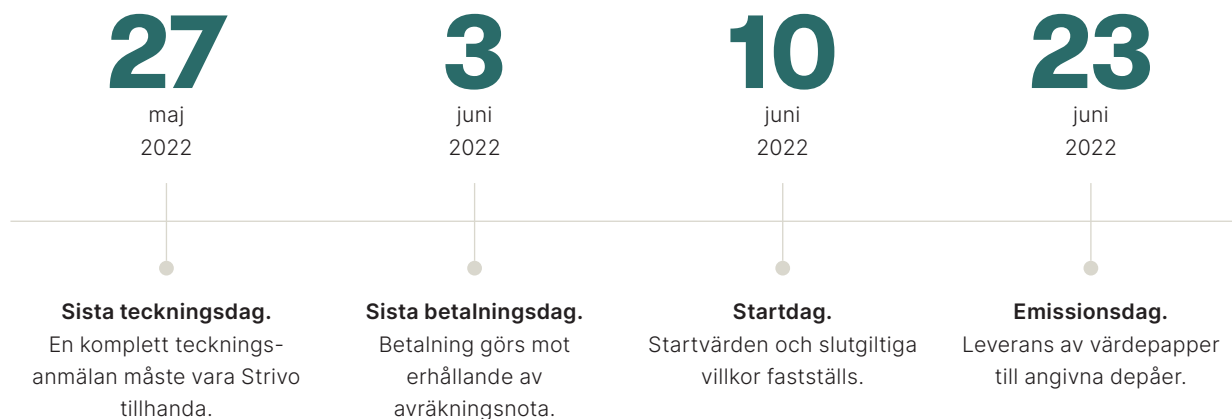 27
maj
2022
Sista teckningsdag.
En komplett tecknings-
anmälan måste vara Strivo
tillhanda.
3
juni
2022
Sista betalningsdag.
Betalning görs mot
erhållande av
avräkningsnota.
10
juni
2022
Startdag.
Startvärden och slutgiltiga
villkor fastställs.
23
juni
2022
Emissionsdag.
Leverans av värdepapper
till angivna depåer.